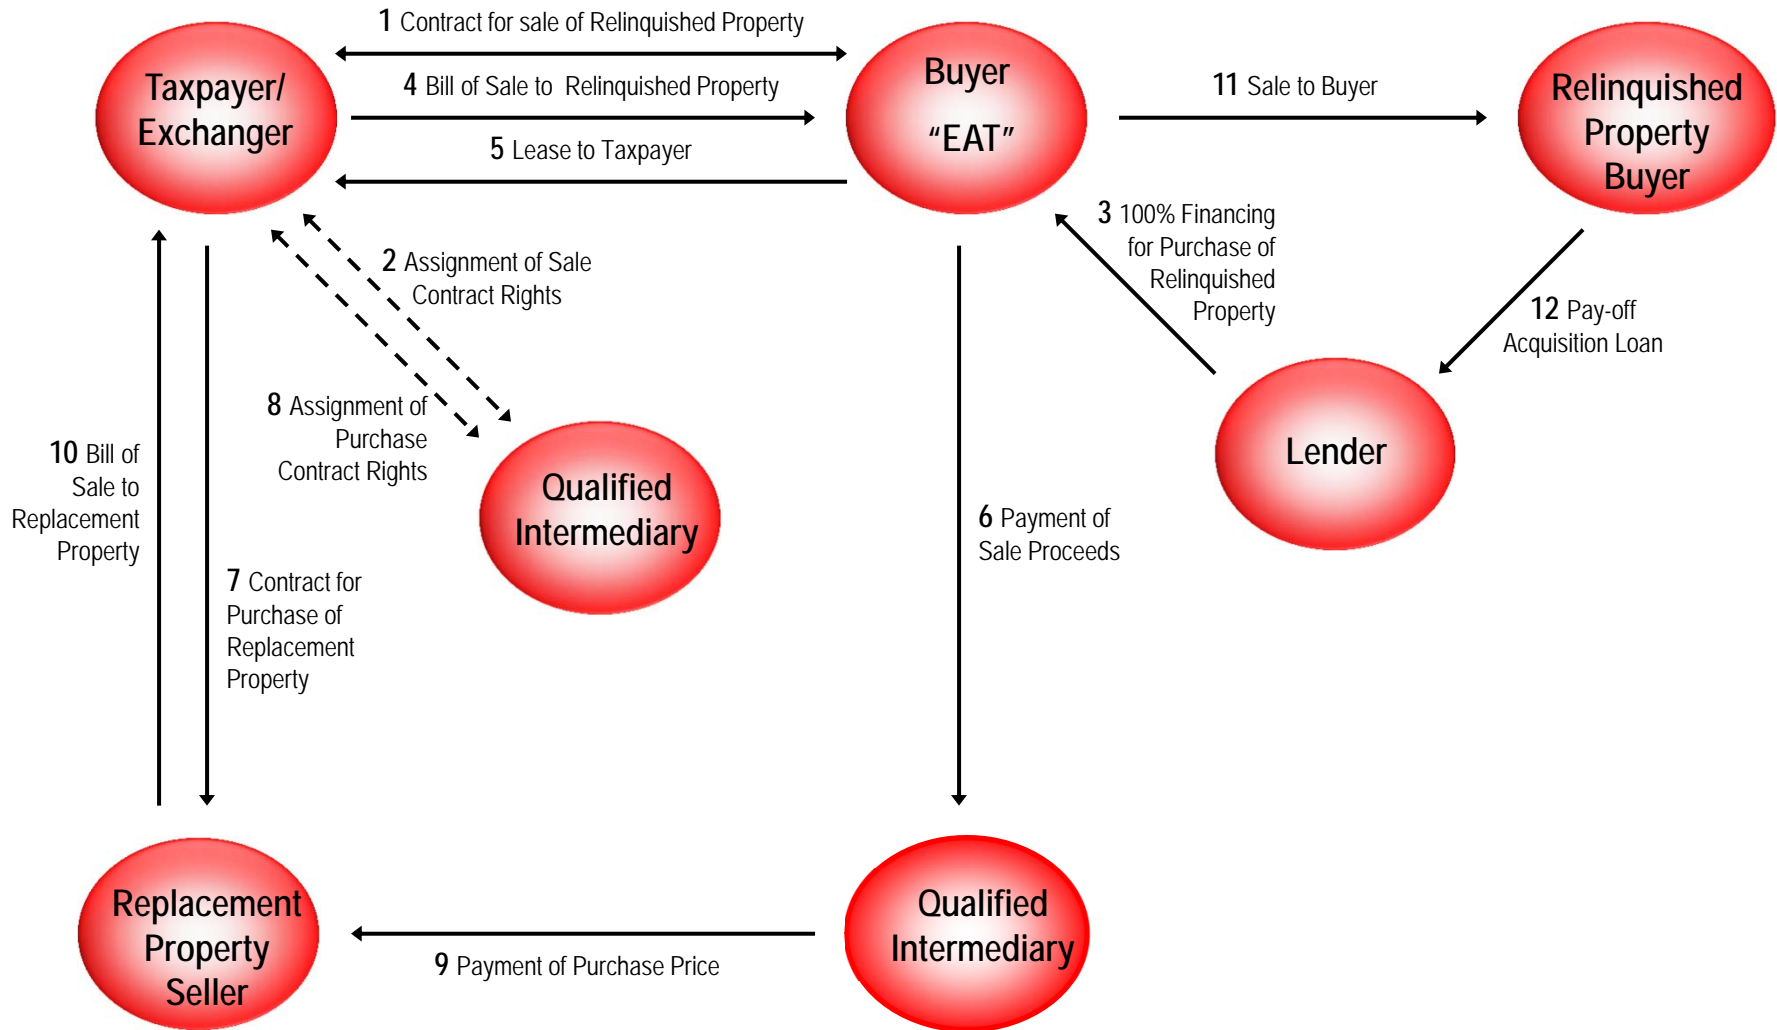 1 Contract for sale of Relinquished Property
Taxpayer/
Exchanger
4 Bill of Sale to Relinquished Property
5 Lease to Taxpayer
Buyer
“EAT”
11 Sale to Buyer
Relinquished
Property
Buyer
2 Assignment of Sale
Contract Rights
3 100% Financing
for Purchase of
Relinquished
Property
12 Pay-off
Acquisition Loan
8 Assignment of
Purchase
Contract Rights
Lender
10 Bill of
Sale to
Replacement
Property
Qualified
Intermediary
6 Payment of
Sale Proceeds
7 Contract for
Purchase of
Replacement
Property
Replacement
Property
Seller
9 Payment of Purchase Price
Qualified
Intermediary